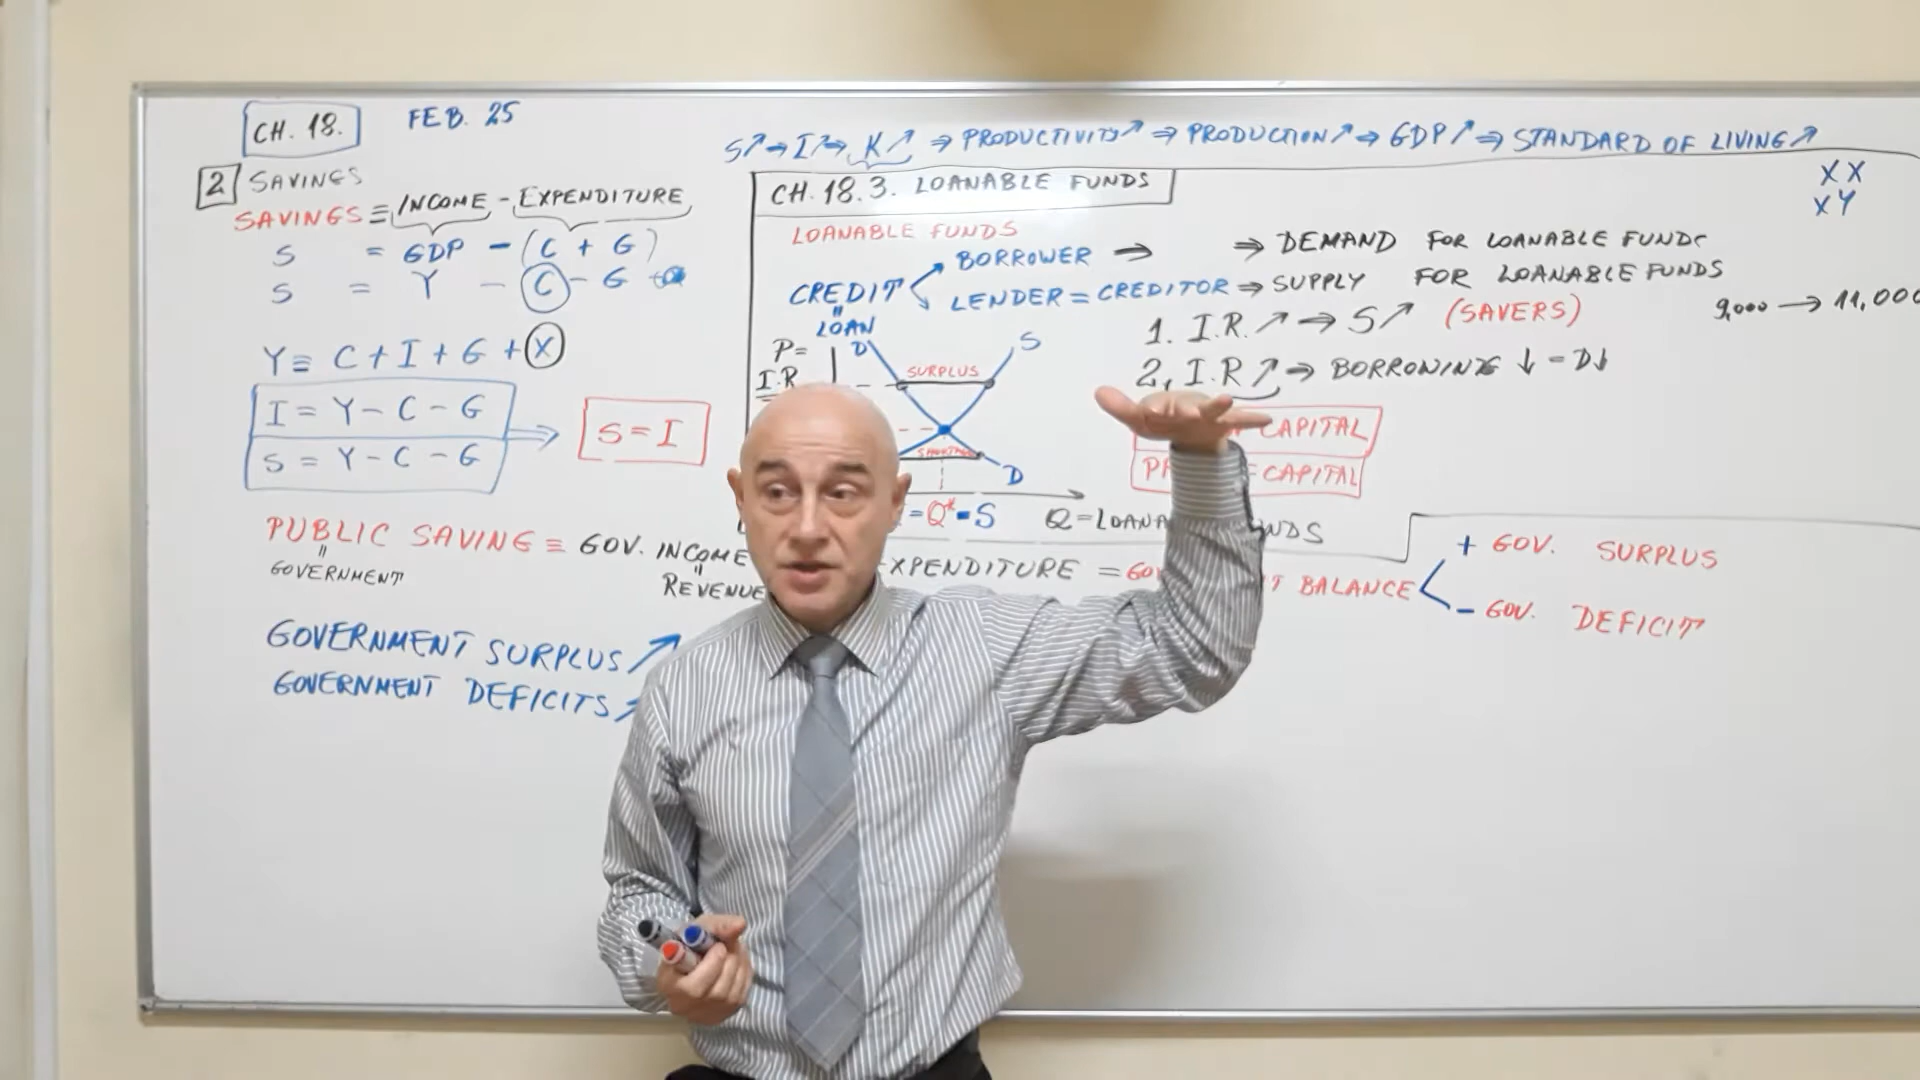 CH. 18.
FEB. 25
S↗ ⇒ I↗ ⇒ K↗ ⇒ PRODUCTIVITY↗ ⇒ PRODUCTION↗ ⇒ GDP↗ ⇒ STANDARD OF LIVING↗
2 SAVINGS
SAVINGS ≡ INCOME - EXPENDITURE
S = GDP - (C + G)
S = Y - C - G
Y ≡ C + I + G + X
I = Y - C - G
S = Y - C - G
S = I
CH. 18.3. LOANABLE FUNDS
XX
XY
LOANABLE FUNDS
BORROWER → ⇒ DEMAND FOR LOANABLE FUNDS
CREDIT
LENDER = CREDITOR ⇒ SUPPLY FOR LOANABLE FUNDS
=
LOAN
1. I.R. ↗ ⇒ S↗ (SAVERS)
9,000 → 11,000
2, I.R ↗ ⇒ BORROWING ↓ = D↓
P=
I.R
D
S
SURPLUS
D
= Q* = S
CAPITAL
CAPITAL
PUBLIC SAVING ≡ GOV. INCOME
=
GOVERNMENT
=
REVENUE
XPENDITURE =
BALANCE
+ GOV. SURPLUS
- GOV. DEFICIT
GOVERNMENT SURPLUS ↗
GOVERNMENT DEFICITS